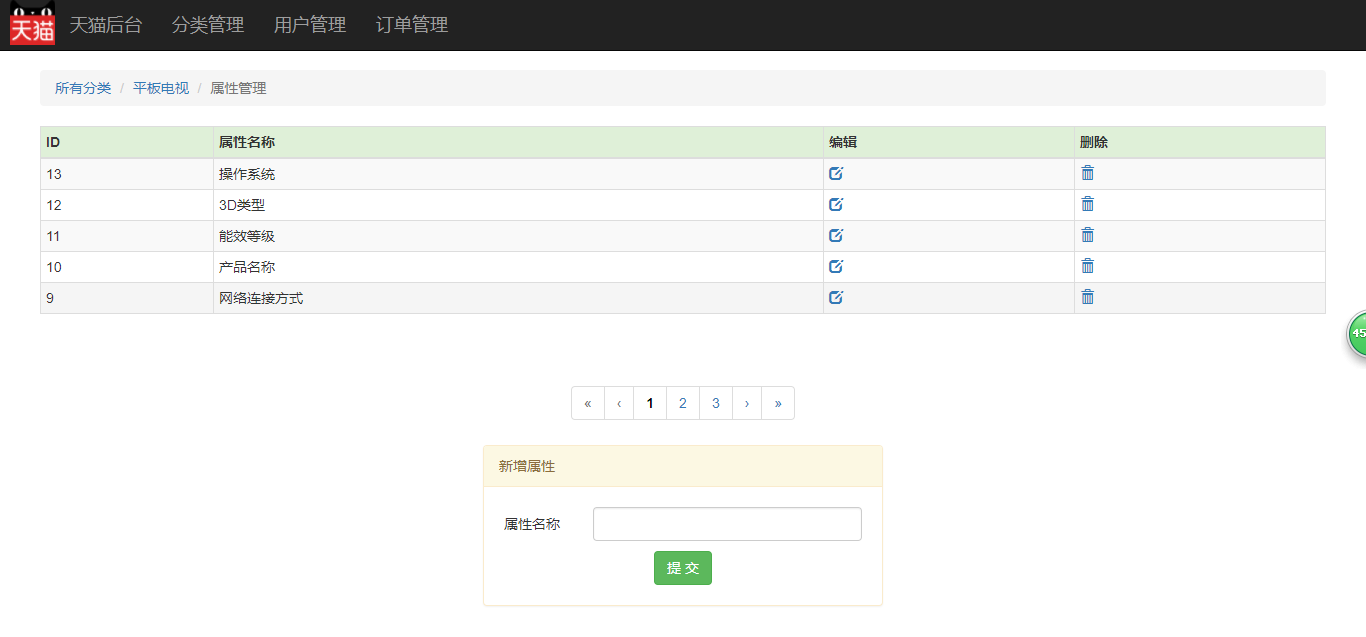 天猫 天猫后台 分类管理 用户管理 订单管理
所有分类 / 平板电视 / 属性管理
ID 属性名称 编辑 删除
13 操作系统
12 3D类型
11 能效等级
10 产品名称
9 网络连接方式
45
« ‹ 1 2 3 › »
新增属性
属性名称
提 交